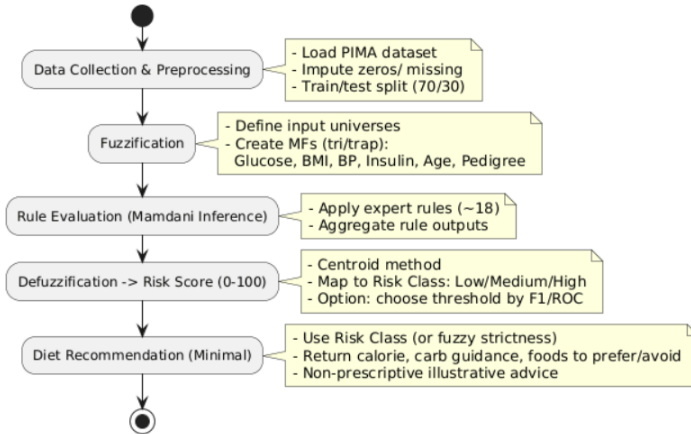 Data Collection & Preprocessing
- Load PIMA dataset
- Impute zeros/ missing
- Train/test split (70/30)
Fuzzification
- Define input universes
- Create MFs (tri/trap):
Glucose, BMI, BP, Insulin, Age, Pedigree
Rule Evaluation (Mamdani Inference)
- Apply expert rules (~18)
- Aggregate rule outputs
Defuzzification -> Risk Score (0-100)
- Centroid method
- Map to Risk Class: Low/Medium/High
- Option: choose threshold by F1/ROC
Diet Recommendation (Minimal)
- Use Risk Class (or fuzzy strictness)
- Return calorie, carb guidance, foods to prefer/avoid
- Non-prescriptive illustrative advice